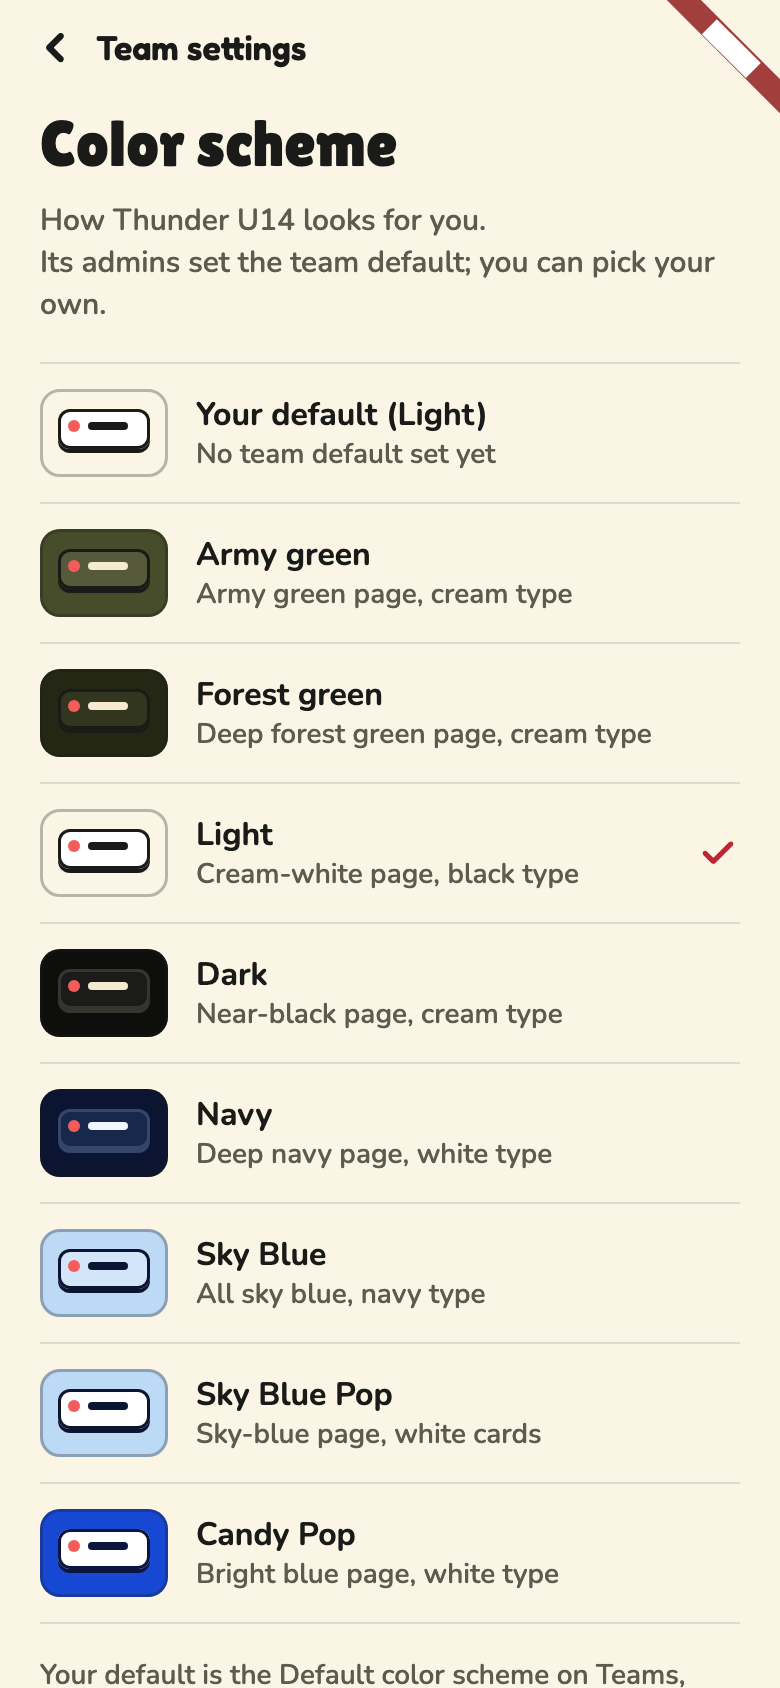 Team settings
Color scheme
How Thunder U14 looks for you.
Its admins set the team default; you can pick your
own.
Your default (Light)
No team default set yet
Army green
Army green page, cream type
Forest green
Deep forest green page, cream type
Light
Cream-white page, black type
Dark
Near-black page, cream type
Navy
Deep navy page, white type
Sky Blue
All sky blue, navy type
Sky Blue Pop
Sky-blue page, white cards
Candy Pop
Bright blue page, white type
Your default is the Default color scheme on Teams,